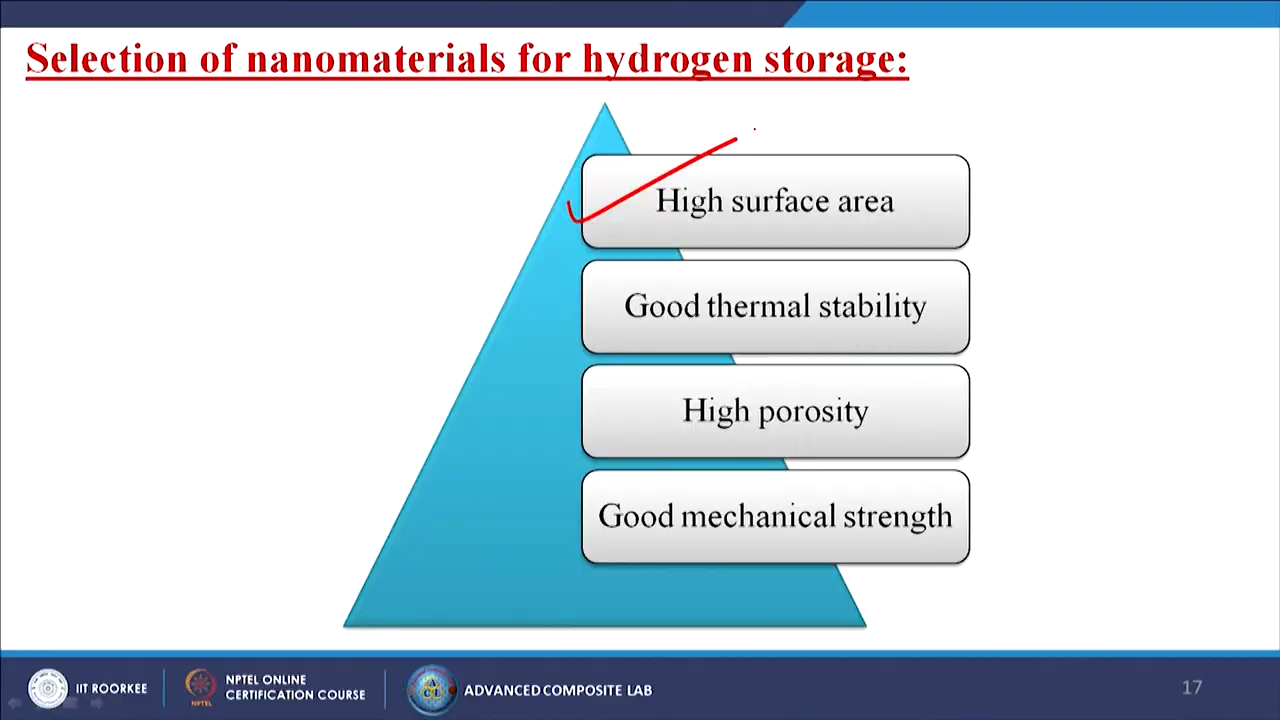 Selection of nanomaterials for hydrogen storage:
High surface area
Good thermal stability
High porosity
Good mechanical strength
IIT ROORKEE
NPTEL
NPTEL ONLINE
CERTIFICATION COURSE
ADVANCED COMPOSITE LAB
17